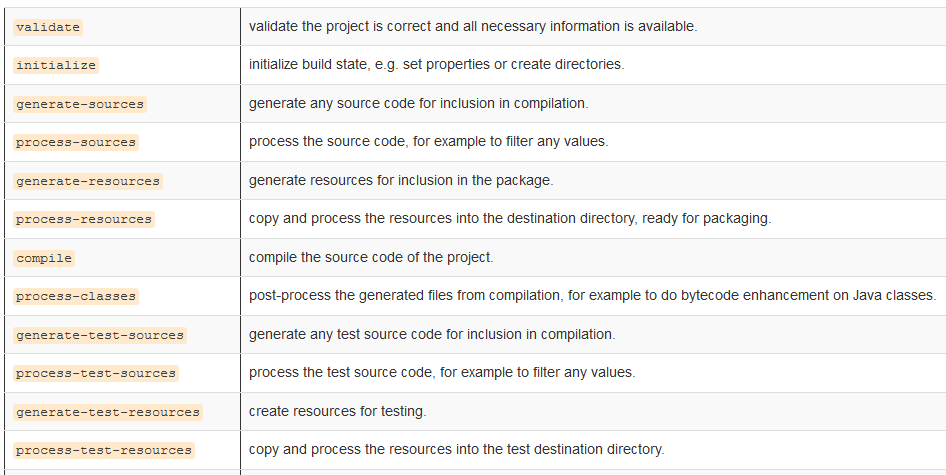 validate validate the project is correct and all necessary information is available.
initialize initialize build state, e.g. set properties or create directories.
generate-sources generate any source code for inclusion in compilation.
process-sources process the source code, for example to filter any values.
generate-resources generate resources for inclusion in the package.
process-resources copy and process the resources into the destination directory, ready for packaging.
compile compile the source code of the project.
process-classes post-process the generated files from compilation, for example to do bytecode enhancement on Java classes.
generate-test-sources generate any test source code for inclusion in compilation.
process-test-sources process the test source code, for example to filter any values.
generate-test-resources create resources for testing.
process-test-resources copy and process the resources into the test destination directory.